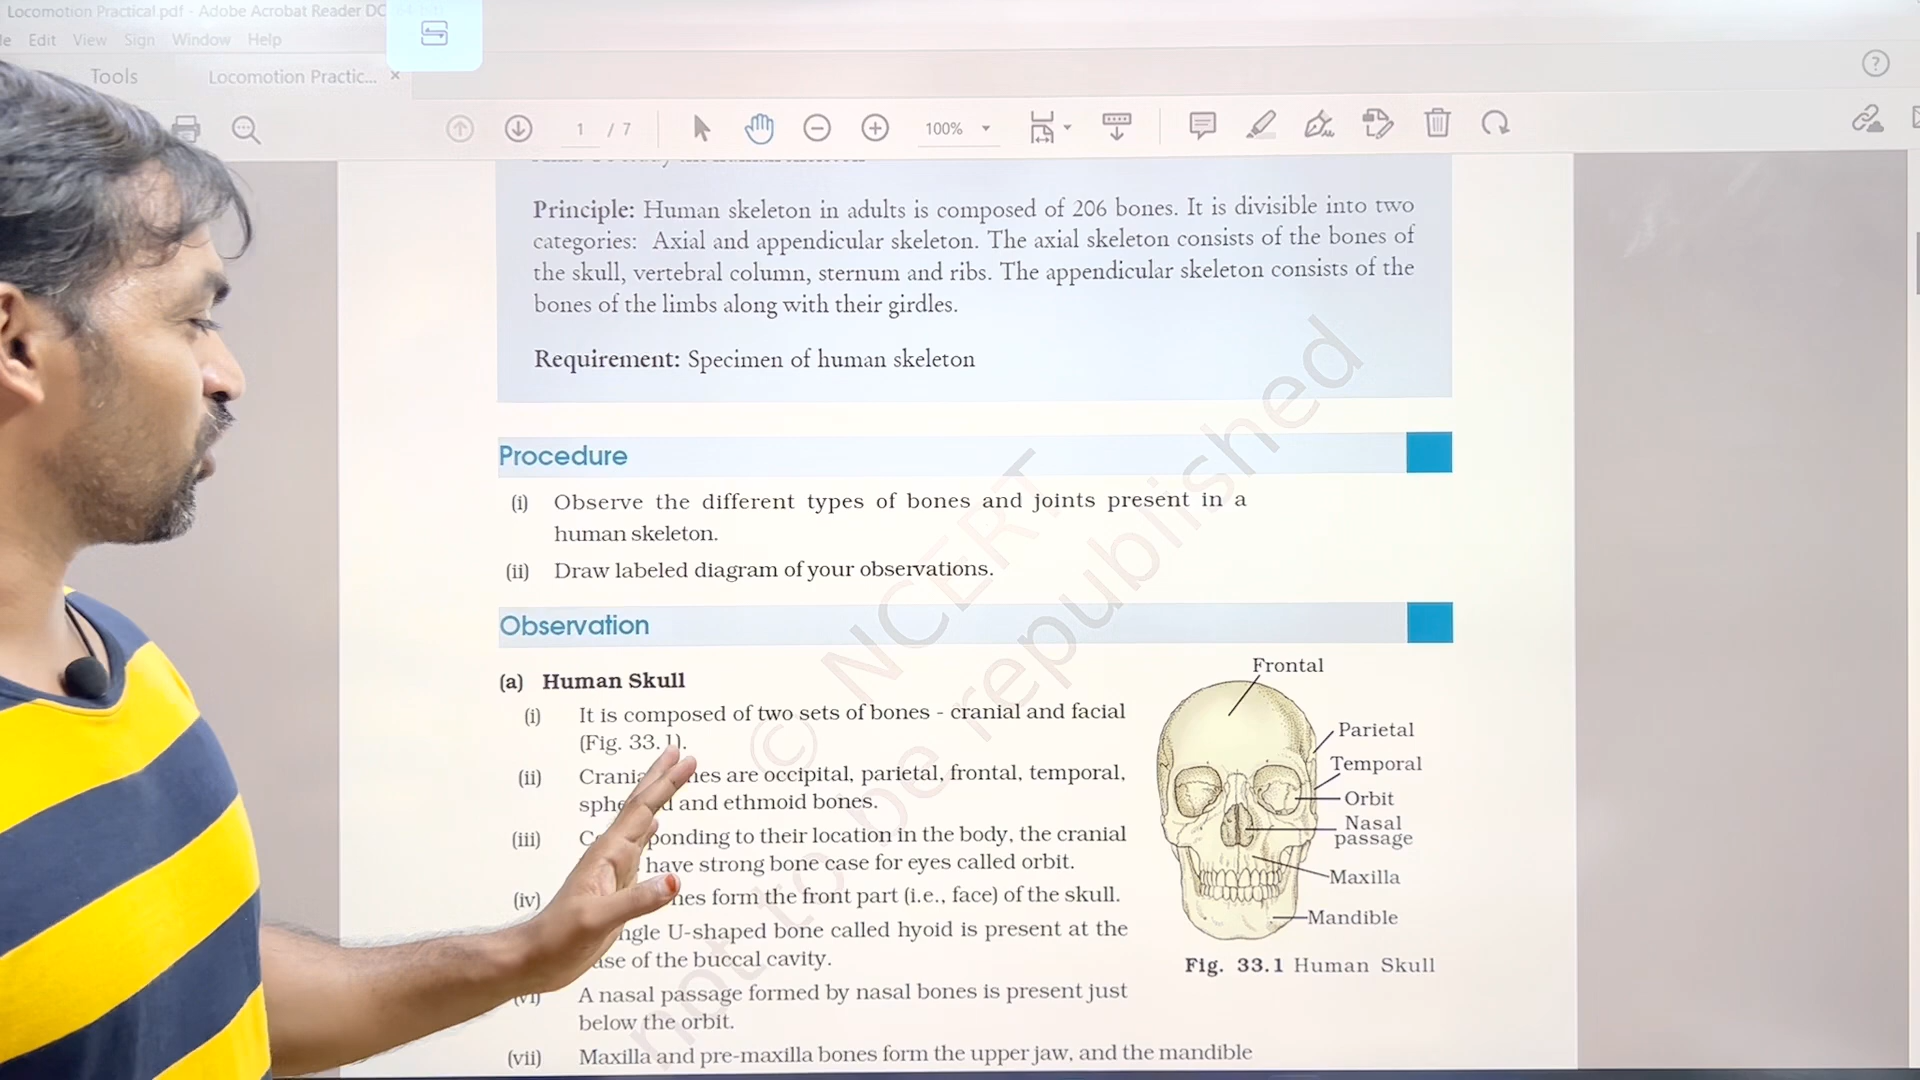 Locomotion Practical.pdf - Adobe Acrobat Reader DC
Edit View Sign Window Help
Tools Locomotion Practic... ×
1 / 7 100%
Principle: Human skeleton in adults is composed of 206 bones. It is divisible into two
categories: Axial and appendicular skeleton. The axial skeleton consists of the bones of
the skull, vertebral column, sternum and ribs. The appendicular skeleton consists of the
bones of the limbs along with their girdles.
Requirement: Specimen of human skeleton
Procedure
(i) Observe the different types of bones and joints present in a
human skeleton.
(ii) Draw labeled diagram of your observations.
Observation
(a) Human Skull
(i) It is composed of two sets of bones - cranial and facial
(Fig. 33.1).
(ii) are occipital, parietal, frontal, temporal,
and ethmoid bones.
(iii) to their location in the body, the cranial
have strong bone case for eyes called orbit.
(iv) form the front part (i.e., face) of the skull.
U-shaped bone called hyoid is present at the
of the buccal cavity.
(vi) A nasal passage formed by nasal bones is present just
below the orbit.
(vii) Maxilla and pre-maxilla bones form the upper jaw, and the mandible
Frontal
Parietal
Temporal
Orbit
Nasal
passage
Maxilla
Mandible
Fig. 33.1 Human Skull
© NCERT
not to be republished